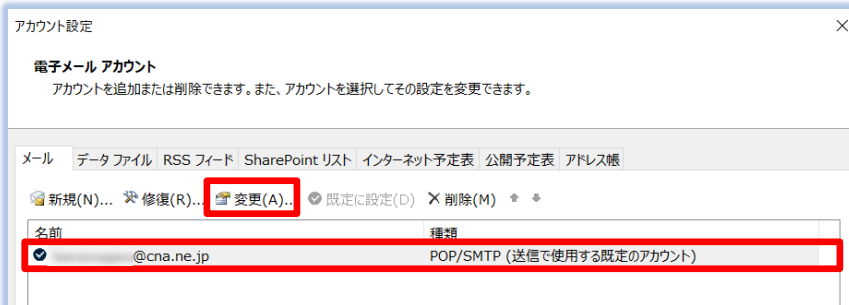 アカウント設定
電子メール アカウント
アカウントを追加または削除できます。また、アカウントを選択してその設定を変更できます。
メール データ ファイル RSS フィード SharePoint リスト インターネット予定表 公開予定表 アドレス帳
新規(N)... 修復(R)... 変更(A)... 既定に設定(D) 削除(M)
名前 種類
@cna.ne.jp POP/SMTP (送信で使用する既定のアカウント)